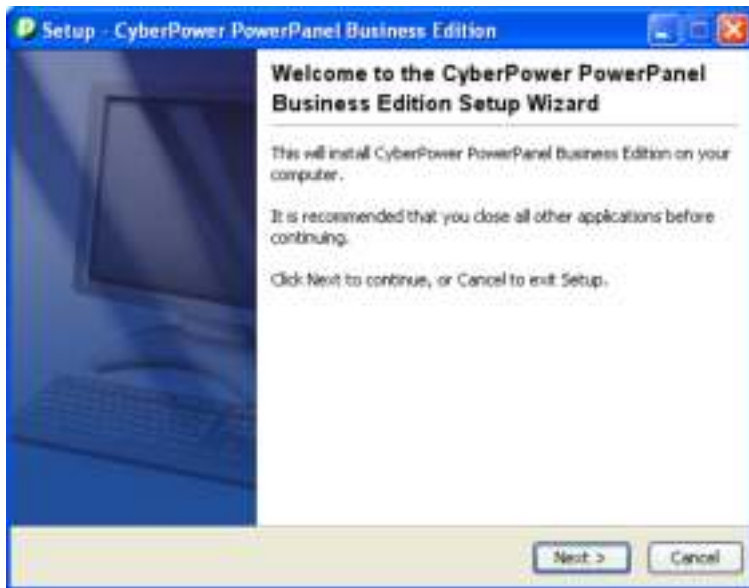 Setup - CyberPower PowerPanel Business Edition
Welcome to the CyberPower PowerPanel
Business Edition Setup Wizard
This will install CyberPower PowerPanel Business Edition on your
computer.
It is recommended that you close all other applications before
continuing.
Click Next to continue, or Cancel to exit Setup.
Next >
Cancel